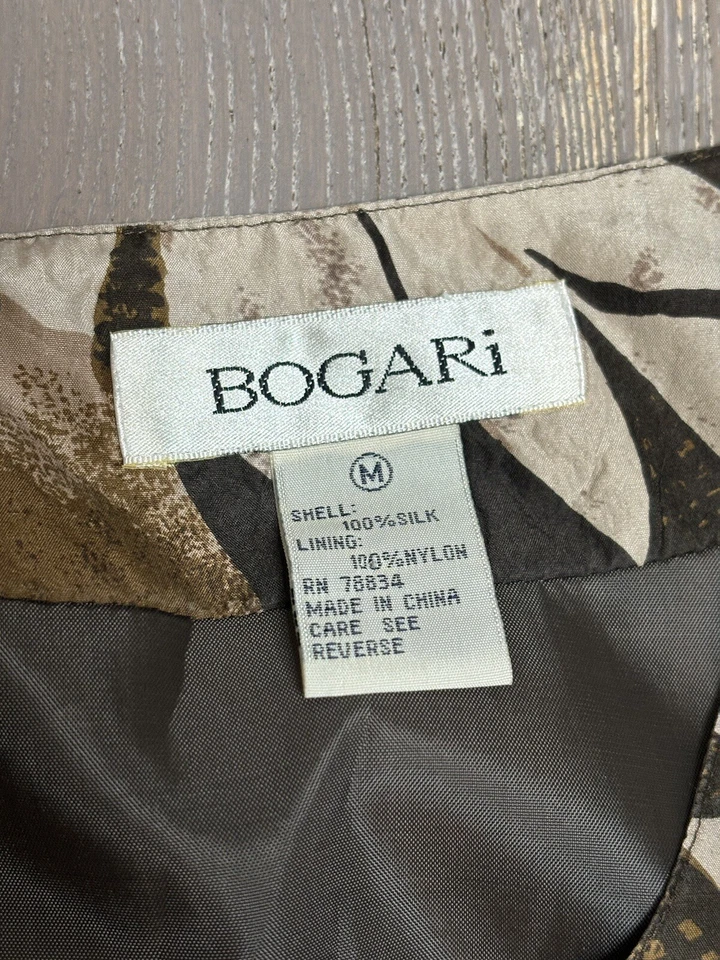 BOGARi
M
SHELL:
100%SILK
LINING:
100%NYLON
RN 78834
MADE IN CHINA
CARE SEE
REVERSE